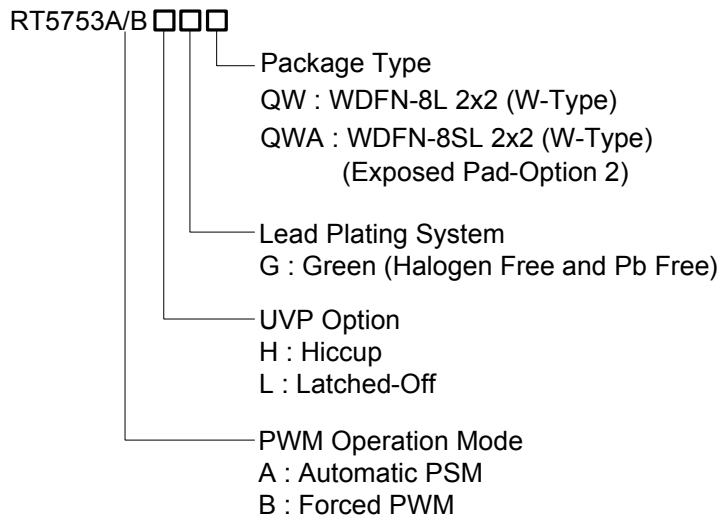 RT5753A/B □□□
Package Type
QW : WDFN-8L 2x2 (W-Type)
QWA : WDFN-8SL 2x2 (W-Type)
(Exposed Pad-Option 2)
Lead Plating System
G : Green (Halogen Free and Pb Free)
UVP Option
H : Hiccup
L : Latched-Off
PWM Operation Mode
A : Automatic PSM
B : Forced PWM